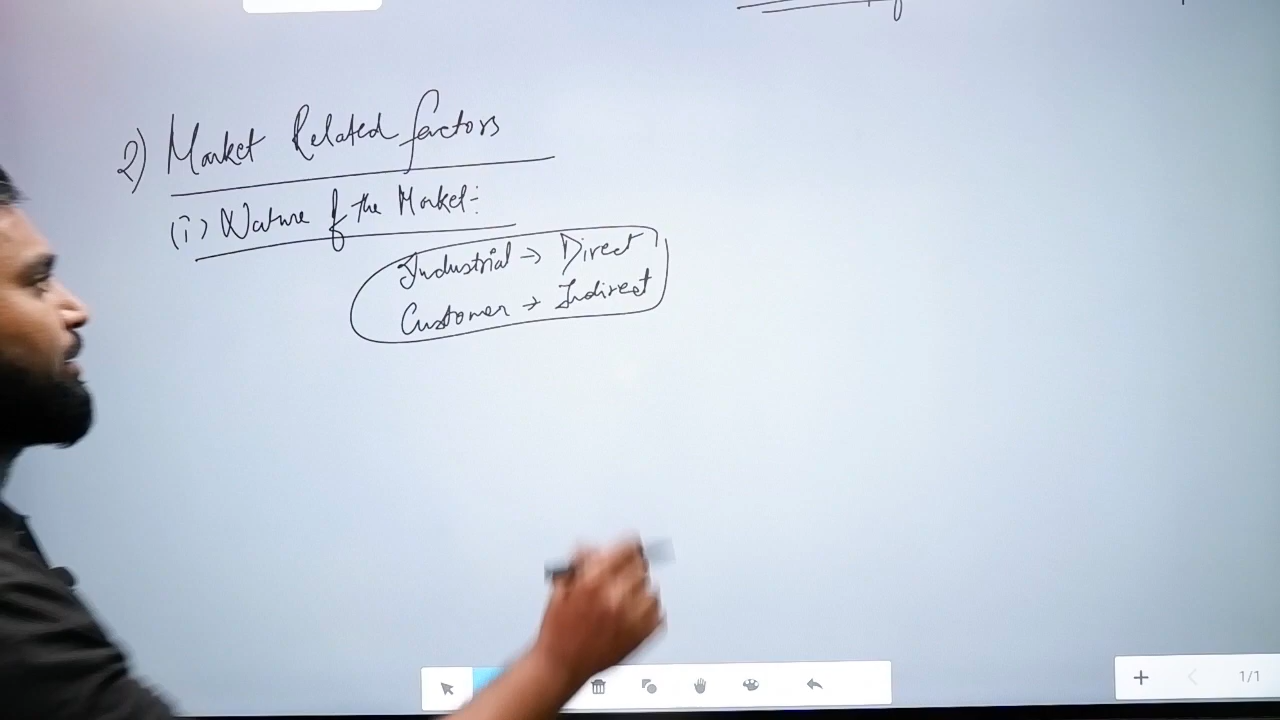 2) Market Related factors
(i) Nature of the Market:-
Industrial → Direct
Customer → Indirect
1/1